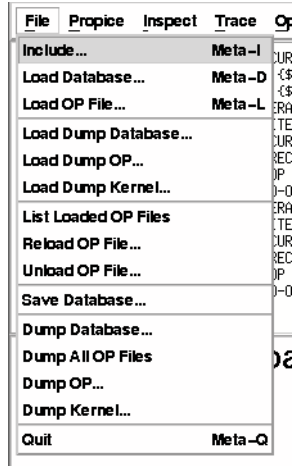 File Propice Inspect Trace Op
Include... Meta-I
Load Database... Meta-D
Load OP File... Meta-L
Load Dump Database...
Load Dump OP...
Load Dump Kernel...
List Loaded OP Files
Reload OP File...
Unload OP File...
Save Database...
Dump Database...
Dump All OP Files
Dump OP...
Dump Kernel...
Quit Meta-Q